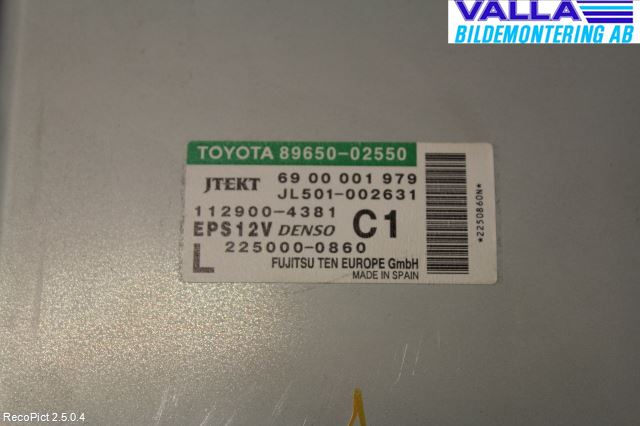 VALLA
BILDEMONTERING AB
TOYOTA 89650-02550
JTEKT 69 00 001 979
JL501-002631
112900-4381 C1
EPS12V DENSO
225000-0860
L FUJITSU TEN EUROPE GmbH
MADE IN SPAIN
*2250860N*
RecoPict 2.5.0.4